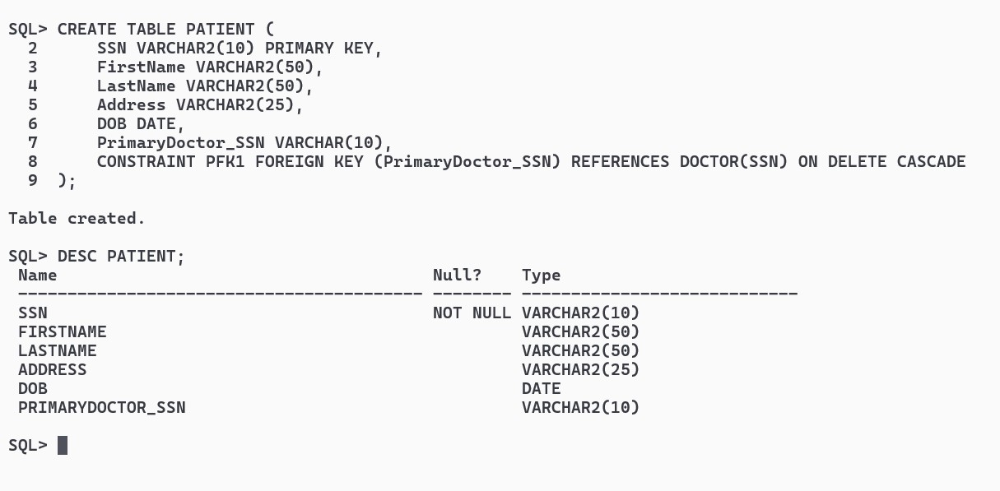 SQL> CREATE TABLE PATIENT (
  2      SSN VARCHAR2(10) PRIMARY KEY,
  3      FirstName VARCHAR2(50),
  4      LastName VARCHAR2(50),
  5      Address VARCHAR2(25),
  6      DOB DATE,
  7      PrimaryDoctor_SSN VARCHAR(10),
  8      CONSTRAINT PFK1 FOREIGN KEY (PrimaryDoctor_SSN) REFERENCES DOCTOR(SSN) ON DELETE CASCADE
  9  );
Table created.
SQL> DESC PATIENT;
 Name                                      Null?    Type
 ----------------------------------------- -------- ----------------------------
 SSN                                       NOT NULL VARCHAR2(10)
 FIRSTNAME                                          VARCHAR2(50)
 LASTNAME                                           VARCHAR2(50)
 ADDRESS                                            VARCHAR2(25)
 DOB                                                DATE
 PRIMARYDOCTOR_SSN                                  VARCHAR2(10)
SQL>